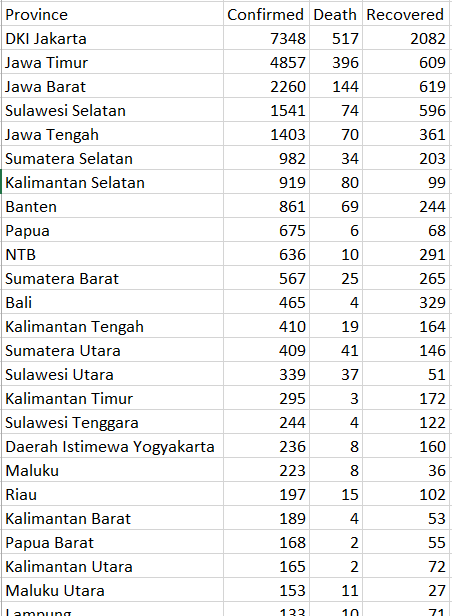 Province Confirmed Death Recovered
DKI Jakarta 7348 517 2082
Jawa Timur 4857 396 609
Jawa Barat 2260 144 619
Sulawesi Selatan 1541 74 596
Jawa Tengah 1403 70 361
Sumatera Selatan 982 34 203
Kalimantan Selatan 919 80 99
Banten 861 69 244
Papua 675 6 68
NTB 636 10 291
Sumatera Barat 567 25 265
Bali 465 4 329
Kalimantan Tengah 410 19 164
Sumatera Utara 409 41 146
Sulawesi Utara 339 37 51
Kalimantan Timur 295 3 172
Sulawesi Tenggara 244 4 122
Daerah Istimewa Yogyakarta 236 8 160
Maluku 223 8 36
Riau 197 15 102
Kalimantan Barat 189 4 53
Papua Barat 168 2 55
Kalimantan Utara 165 2 72
Maluku Utara 153 11 27
Lampung 133 10 71